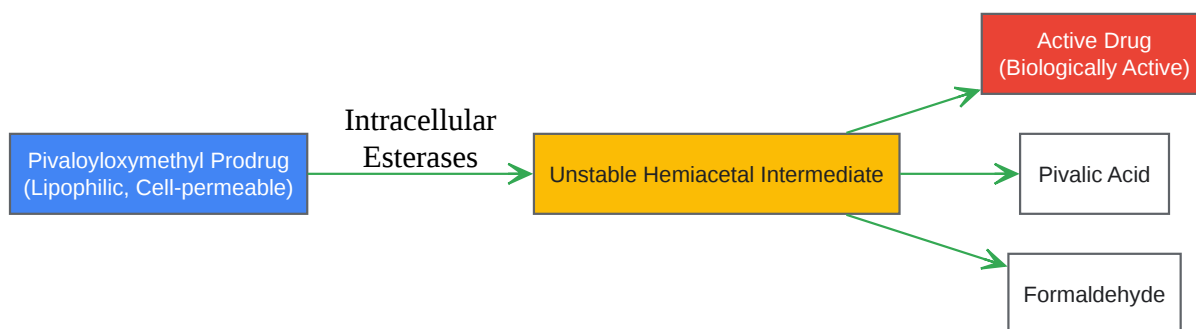 Pivaloyloxymethyl Prodrug
(Lipophilic, Cell-permeable)
Intracellular
Esterases
Unstable Hemiacetal Intermediate
Active Drug
(Biologically Active)
Pivalic Acid
Formaldehyde